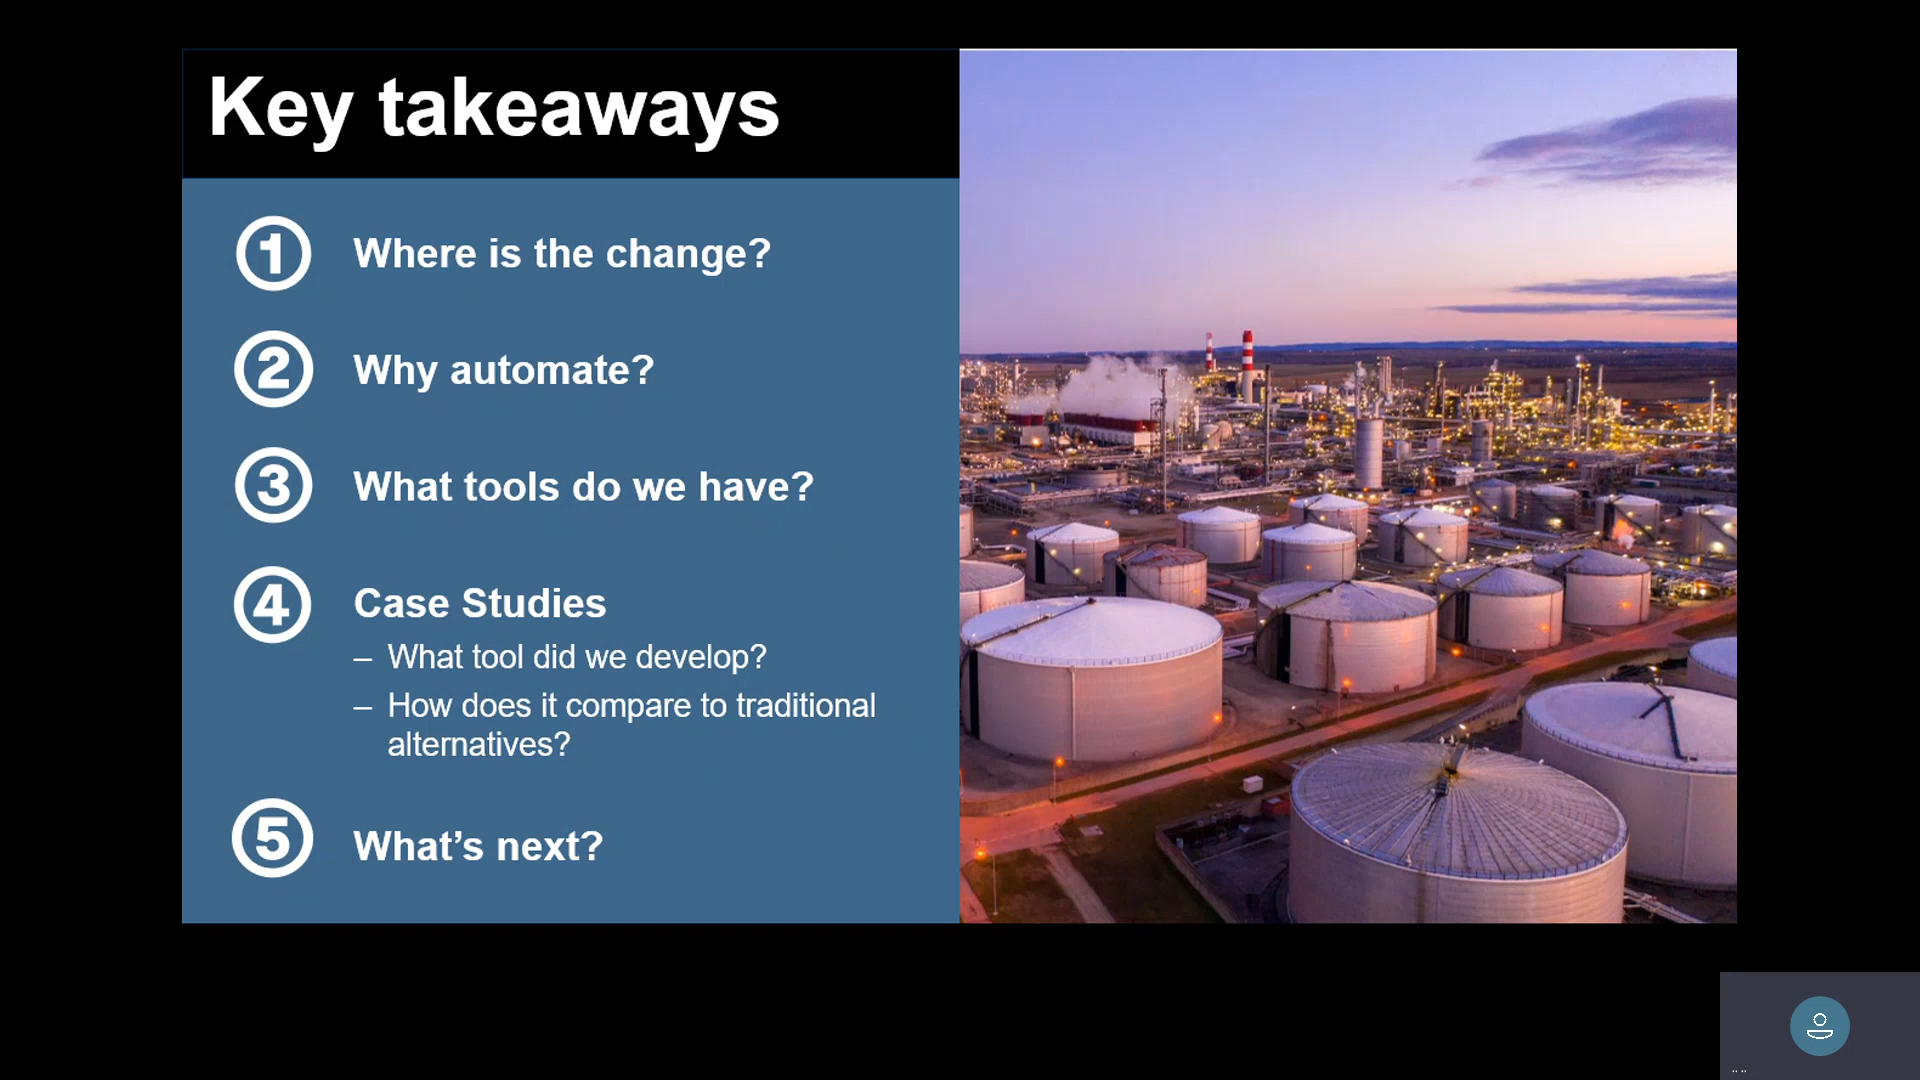 Key takeaways
1 Where is the change?
2 Why automate?
3 What tools do we have?
4 Case Studies
– What tool did we develop?
– How does it compare to traditional
alternatives?
5 What’s next?